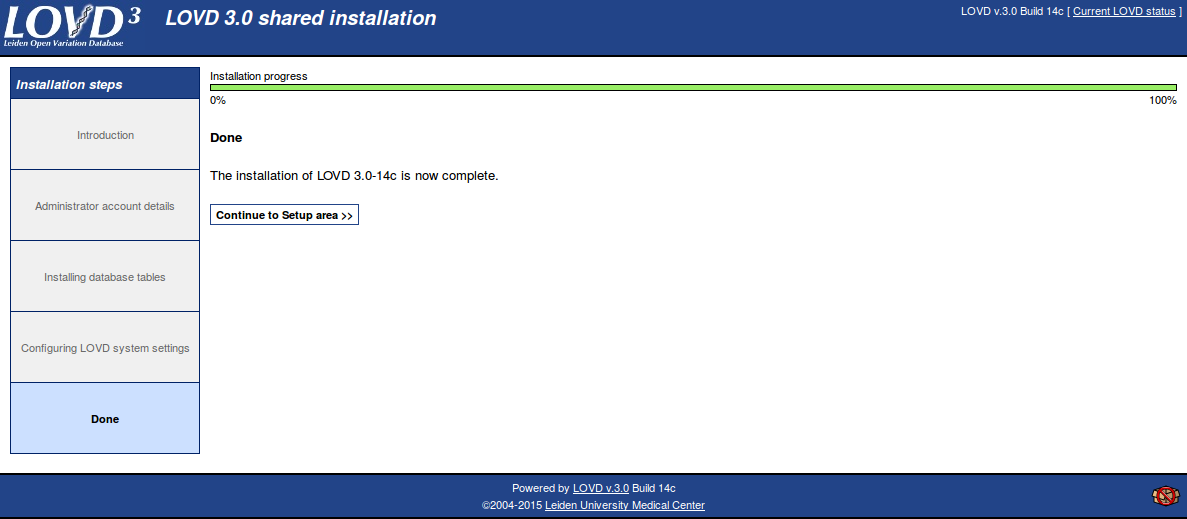 LOVD 3
Leiden Open Variation Database
LOVD 3.0 shared installation
LOVD v.3.0 Build 14c [ Current LOVD status ]
Installation steps
Introduction
Administrator account details
Installing database tables
Configuring LOVD system settings
Done
Installation progress
0% 100%
Done
The installation of LOVD 3.0-14c is now complete.
Continue to Setup area >>
Powered by LOVD v.3.0 Build 14c
©2004-2015 Leiden University Medical Center